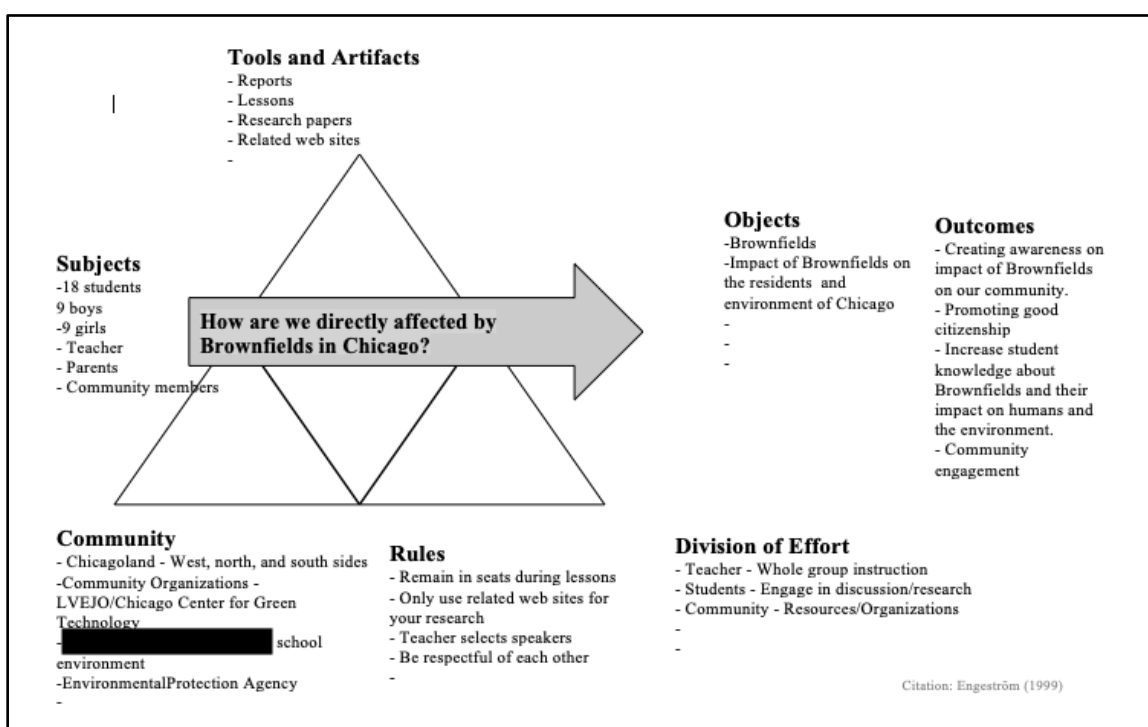 Tools and Artifacts
- Reports
- Lessons
- Research papers
- Related web sites
-
Subjects
-18 students
9 boys
-9 girls
- Teacher
- Parents
- Community members
How are we directly affected by
Brownfields in Chicago?
Objects
-Brownfields
-Impact of Brownfields on
the residents and
environment of Chicago
-
-
-
Outcomes
- Creating awareness on
impact of Brownfields
on our community.
- Promoting good
citizenship
- Increase student
knowledge about
Brownfields and their
impact on humans and
the environment.
- Community
engagement
Community
- Chicagoland - West, north, and south sides
-Community Organizations -
LVEJO/Chicago Center for Green
Technology
- school
environment
-EnvironmentalProtection Agency
-
Rules
- Remain in seats during lessons
- Only use related web sites for
your research
- Teacher selects speakers
- Be respectful of each other
-
Division of Effort
- Teacher - Whole group instruction
- Students - Engage in discussion/research
- Community - Resources/Organizations
-
-
Citation: Engeström (1999)